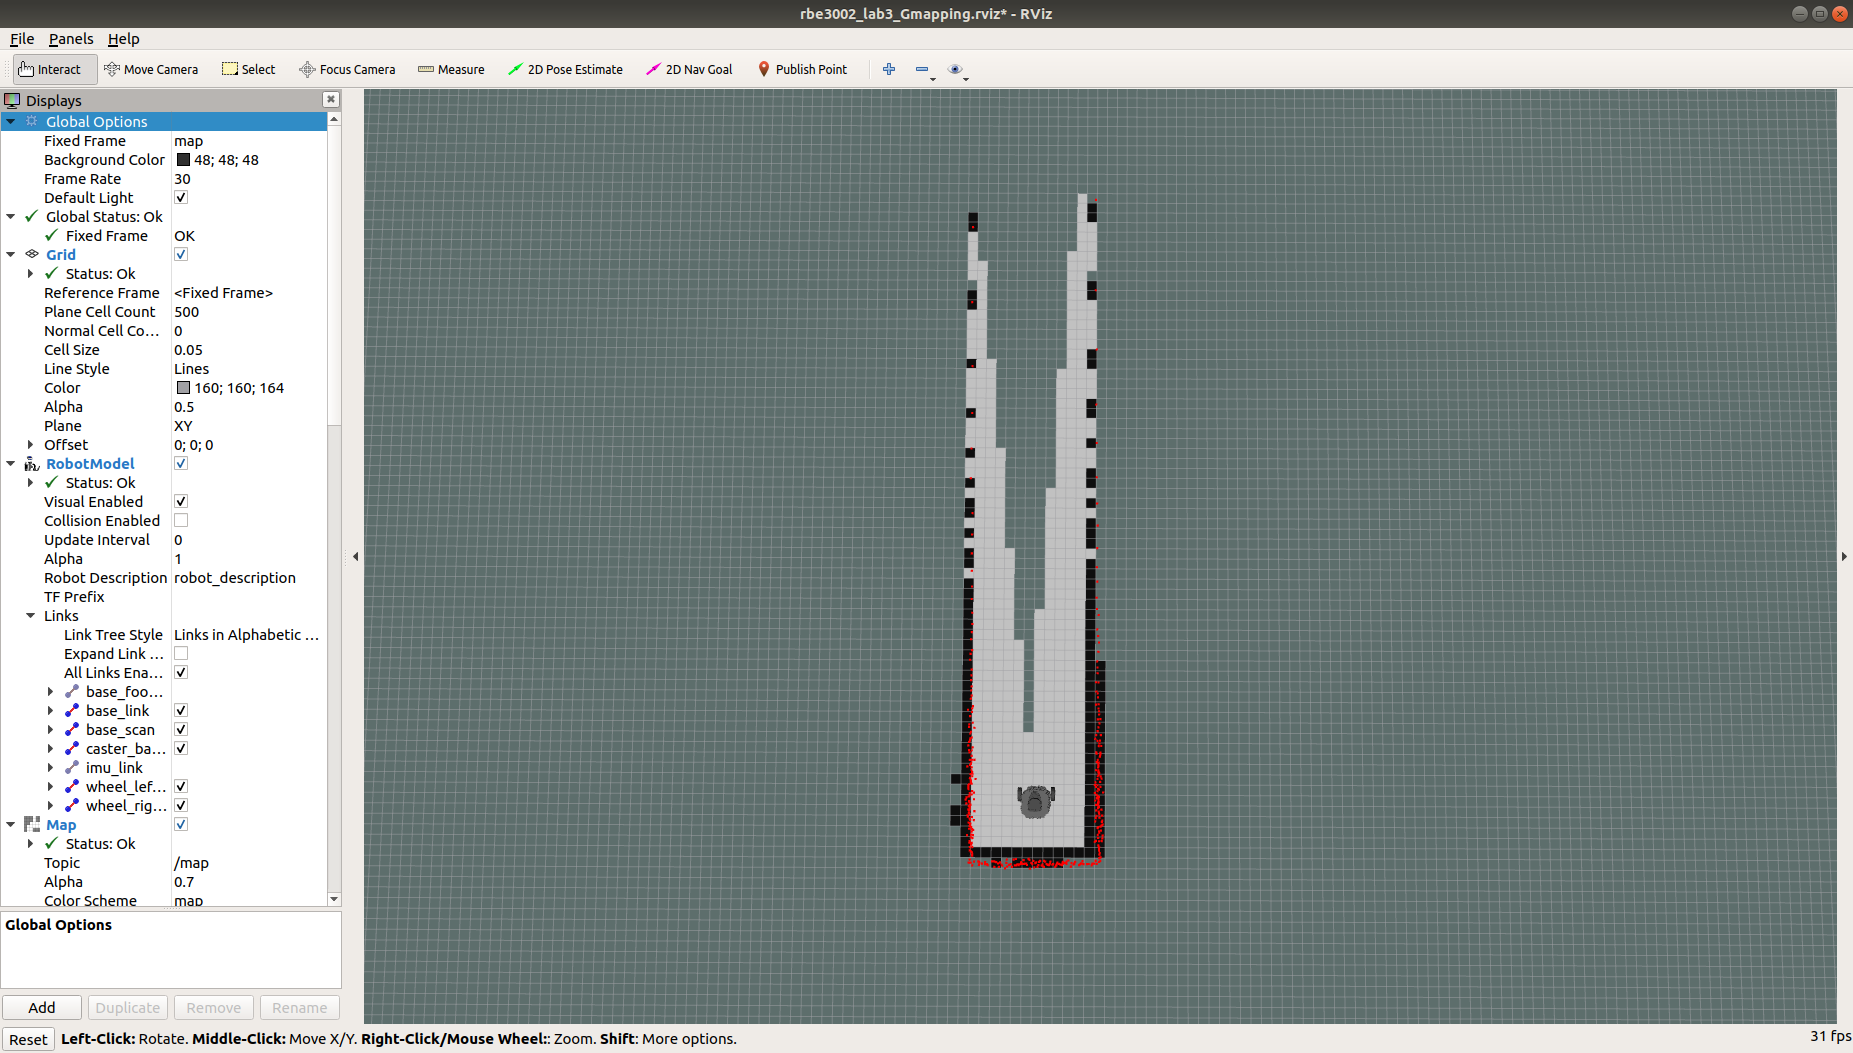 rbe3002_lab3_Gmapping.rviz* - RViz
File Panels Help
Interact Move Camera Select Focus Camera Measure 2D Pose Estimate 2D Nav Goal Publish Point
Displays
Global Options
Fixed Frame map
Background Color 48; 48; 48
Frame Rate 30
Default Light
Global Status: Ok
Fixed Frame OK
Grid
Status: Ok
Reference Frame <Fixed Frame>
Plane Cell Count 500
Normal Cell Co... 0
Cell Size 0.05
Line Style Lines
Color 160; 160; 164
Alpha 0.5
Plane XY
Offset 0; 0; 0
RobotModel
Status: Ok
Visual Enabled
Collision Enabled
Update Interval 0
Alpha 1
Robot Description robot_description
TF Prefix
Links
Link Tree Style Links in Alphabetic ...
Expand Link ...
All Links Ena...
base_foo...
base_link
base_scan
caster_ba...
imu_link
wheel_lef...
wheel_rig...
Map
Status: Ok
Topic /map
Alpha 0.7
Color Scheme map
Global Options
Add Duplicate Remove Rename
Reset Left-Click: Rotate. Middle-Click: Move X/Y. Right-Click/Mouse Wheel:: Zoom. Shift: More options. 31 fps